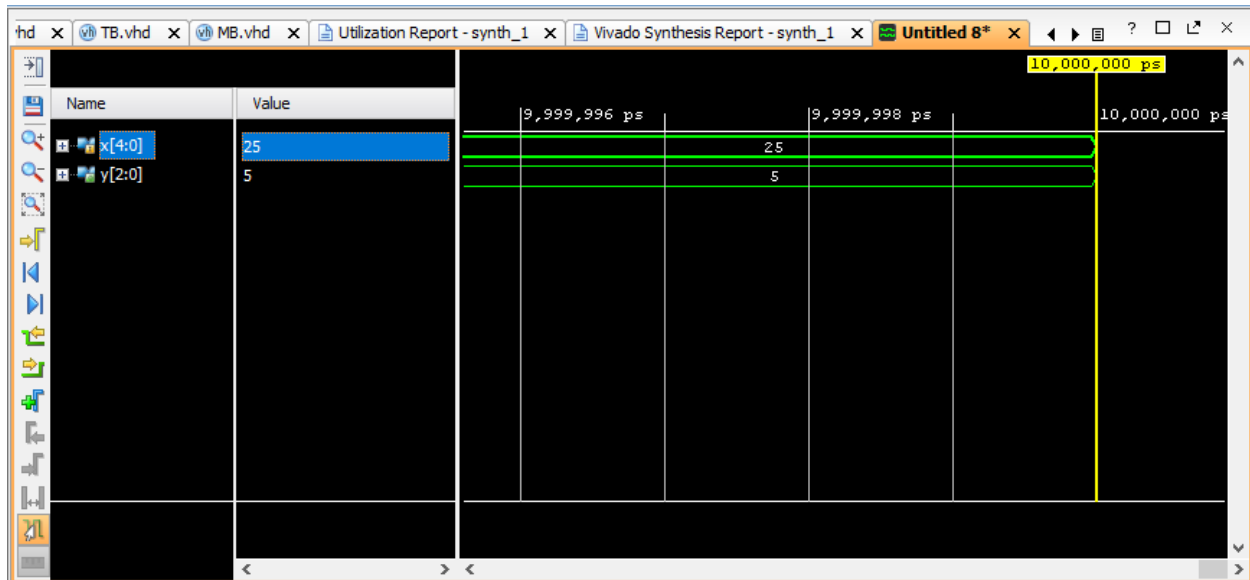 hd TB.vhd MB.vhd Utilization Report - synth_1 Vivado Synthesis Report - synth_1 Untitled 8* ?
10,000,000 ps
Name Value
9,999,996 ps 9,999,998 ps 10,000,000 ps
x[4:0] 25 25
y[2:0] 5 5